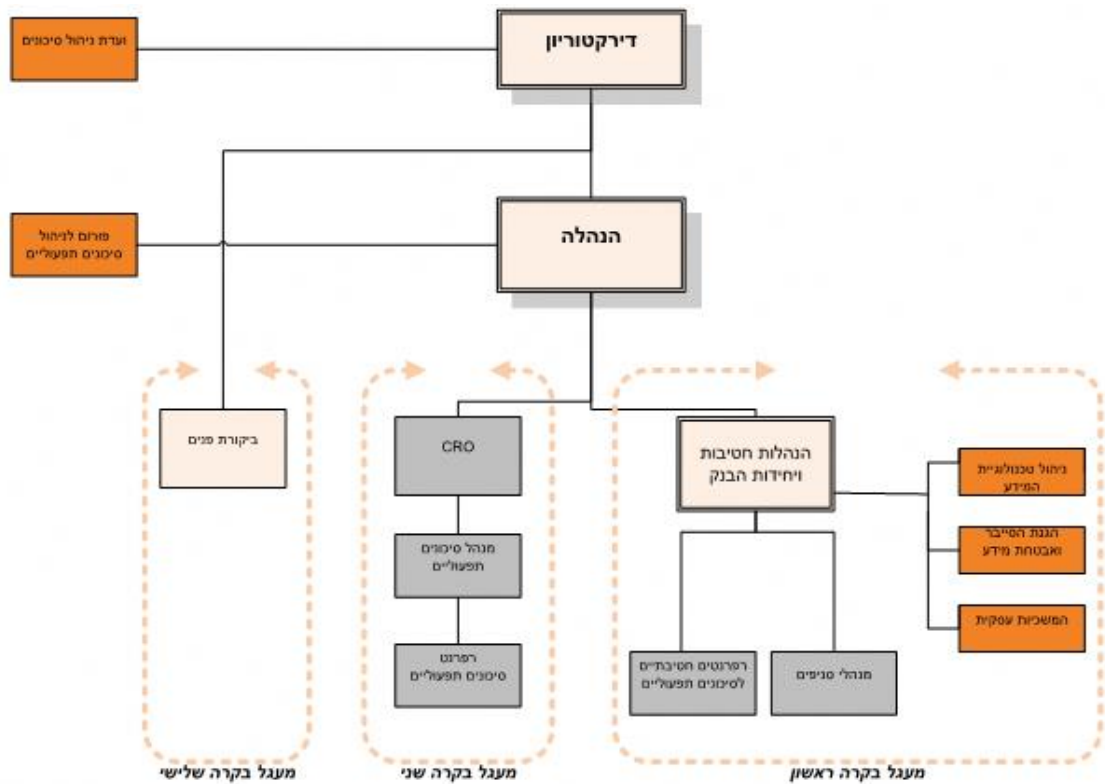 דירקטוריון
ועדת ניהול סיכונים
הנהלה
פורום לניהול
סיכונים תפעוליים
הנהלות חטיבות
ויחידות הבנק
CRO
ביקורת פנים
ניהול טכנולוגיית
המידע
הגנת הסייבר
ואבטחת מידע
המשכיות עסקית
מנהל סיכונים
תפעוליים
מנהלי סניפים
רפרנטים חטיבתיים
לסיכונים תפעוליים
רפרנט
סיכונים תפעוליים
מעגל בקרה ראשון
מעגל בקרה שני
מעגל בקרה שלישי